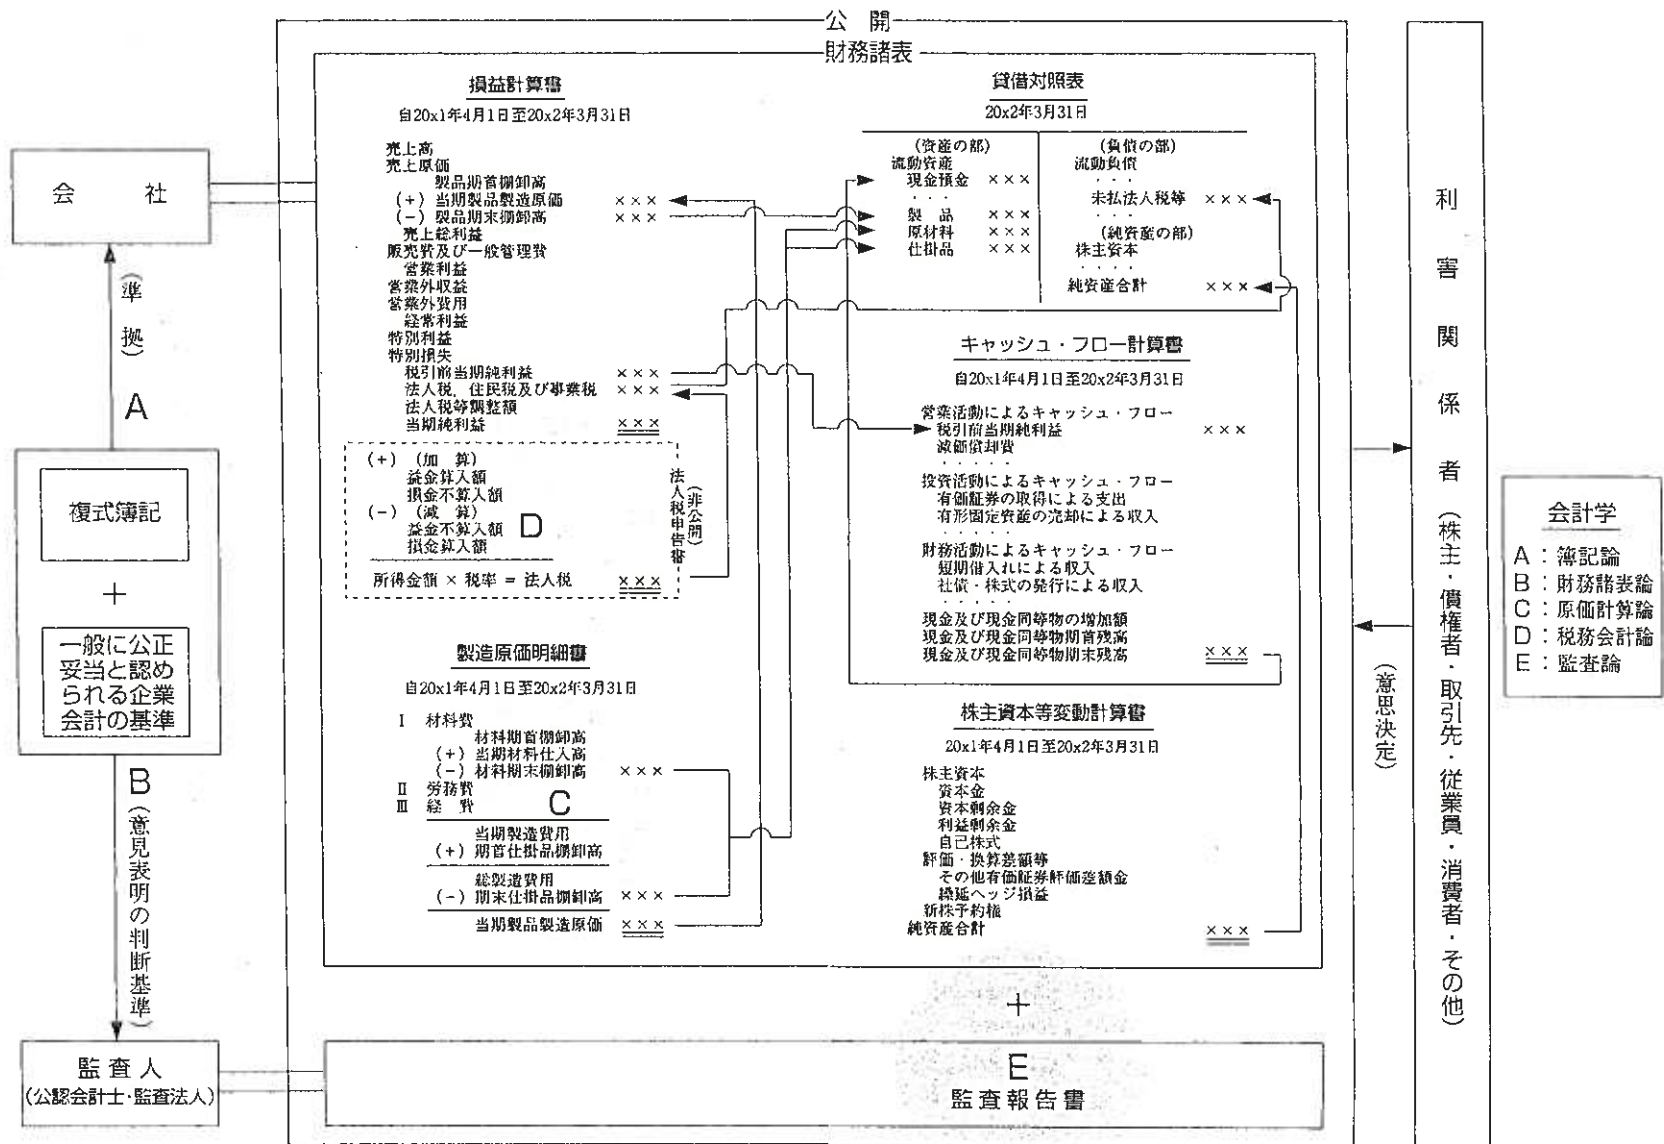 公　開
財務諸表
会　社
(準拠)
A
複式簿記
＋
一般に公正
妥当と認め
られる企業
会計の基準
B
(意見表明の判断基準)
監査人
(公認会計士・監査法人)
損益計算書
自20x1年4月1日至20x2年3月31日
売上高
売上原価
製品期首棚卸高
(+) 当期製品製造原価　×××
(−) 製品期末棚卸高　×××
売上総利益
販売費及び一般管理費
営業利益
営業外収益
営業外費用
経常利益
特別利益
特別損失
税引前当期純利益　×××
法人税，住民税及び事業税　×××
法人税等調整額
当期純利益　×××
(+) (加　算)
益金算入額
損金不算入額
(−) (減　算)
益金不算入額
損金算入額
D
所得金額 × 税率 = 法人税　×××
法人税申告書
(非公開)
製造原価明細書
自20x1年4月1日至20x2年3月31日
Ⅰ　材料費
材料期首棚卸高
(+) 当期材料仕入高
(−) 材料期末棚卸高　×××
Ⅱ　労務費
Ⅲ　経　費
C
当期製造費用
(+) 期首仕掛品棚卸高
総製造費用
(−) 期末仕掛品棚卸高　×××
当期製品製造原価　×××
貸借対照表
20x2年3月31日
(資産の部)
流動資産
現金預金　×××
・・・
製　品　×××
原材料　×××
仕掛品　×××
(負債の部)
流動負債
・・・
未払法人税等　×××
・・・
(純資産の部)
株主資本
・・・・
純資産合計　×××
キャッシュ・フロー計算書
自20x1年4月1日至20x2年3月31日
営業活動によるキャッシュ・フロー
税引前当期純利益　×××
減価償却費
・・・・・
投資活動によるキャッシュ・フロー
有価証券の取得による支出
有形固定資産の売却による収入
・・・・・
財務活動によるキャッシュ・フロー
短期借入れによる収入
社債・株式の発行による収入
・・・・・
現金及び現金同等物の増加額
現金及び現金同等物期首残高
現金及び現金同等物期末残高　×××
株主資本等変動計算書
20x1年4月1日至20x2年3月31日
株主資本
資本金
資本剰余金
利益剰余金
自己株式
評価・換算差額等
その他有価証券評価差額金
繰延ヘッジ損益
新株予約権
純資産合計　×××
＋
E
監査報告書
(意思決定)
利害関係者(株主・債権者・取引先・従業員・消費者・その他)
会計学
A：簿記論
B：財務諸表論
C：原価計算論
D：税務会計論
E：監査論